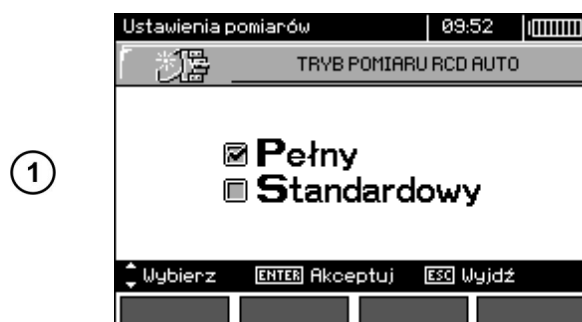 Ustawienia pomiarów 09:52
TRYB POMIARU RCD AUTO
1
Pełny
Standardowy
Wybierz ENTER Akceptuj ESC Wyjdź